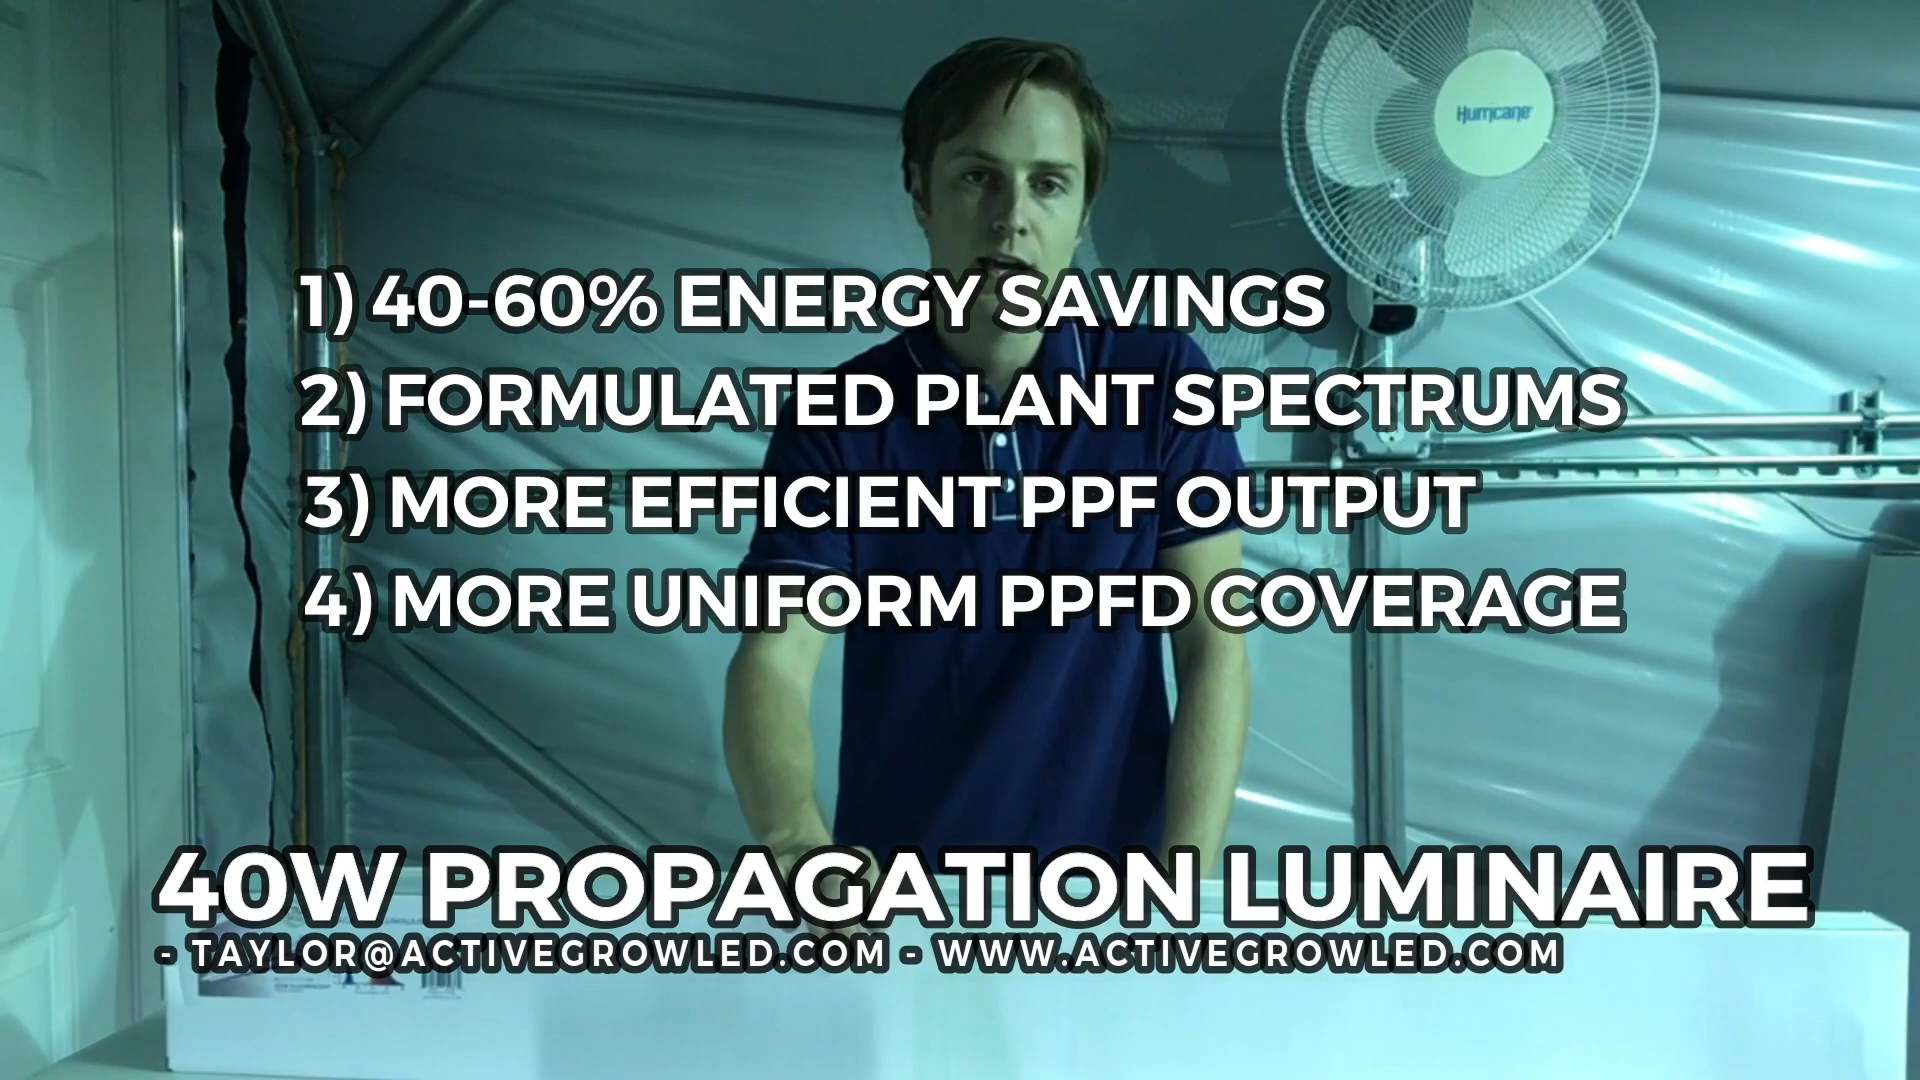 Hurricane
1) 40-60% ENERGY SAVINGS
2) FORMULATED PLANT SPECTRUMS
3) MORE EFFICIENT PPF OUTPUT
4) MORE UNIFORM PPFD COVERAGE
40W PROPAGATION LUMINAIRE
- TAYLOR@ACTIVEGROWLED.COM - WWW.ACTIVEGROWLED.COM